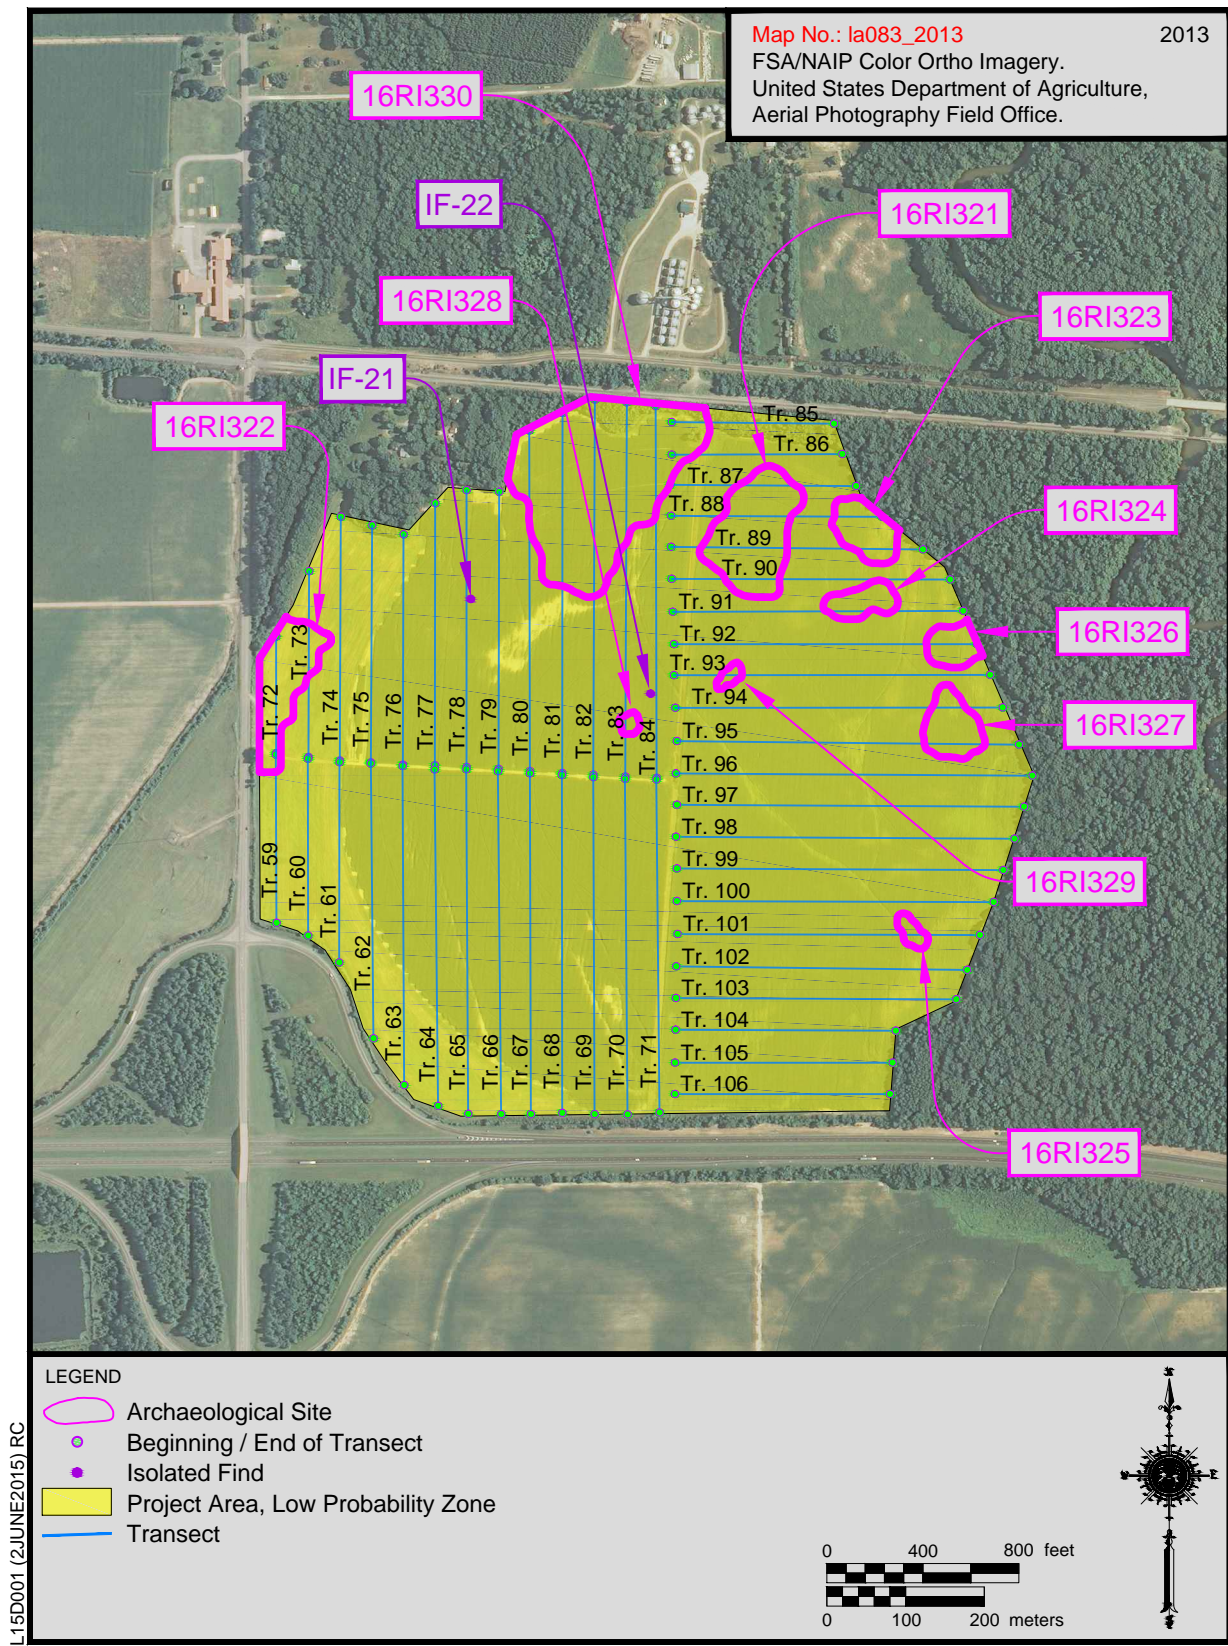 Map No.: la083_2013 2013
FSA/NAIP Color Ortho Imagery.
United States Department of Agriculture,
Aerial Photography Field Office.
16RI330
IF-22
16RI321
16RI328
16RI323
IF-21
16RI322
16RI324
16RI326
16RI327
16RI329
16RI325
Tr. 85
Tr. 86
Tr. 87
Tr. 88
Tr. 89
Tr. 90
Tr. 91
Tr. 92
Tr. 93
Tr. 94
Tr. 95
Tr. 96
Tr. 97
Tr. 98
Tr. 99
Tr. 100
Tr. 101
Tr. 102
Tr. 103
Tr. 104
Tr. 105
Tr. 106
Tr. 72
Tr. 73
Tr. 74
Tr. 75
Tr. 76
Tr. 77
Tr. 78
Tr. 79
Tr. 80
Tr. 81
Tr. 82
Tr. 83
Tr. 84
Tr. 59
Tr. 60
Tr. 61
Tr. 62
Tr. 63
Tr. 64
Tr. 65
Tr. 66
Tr. 67
Tr. 68
Tr. 69
Tr. 70
Tr. 71
LEGEND
Archaeological Site
Beginning / End of Transect
Isolated Find
Project Area, Low Probability Zone
Transect
0 400 800 feet
0 100 200 meters
L15D001 (2JUNE2015) RC